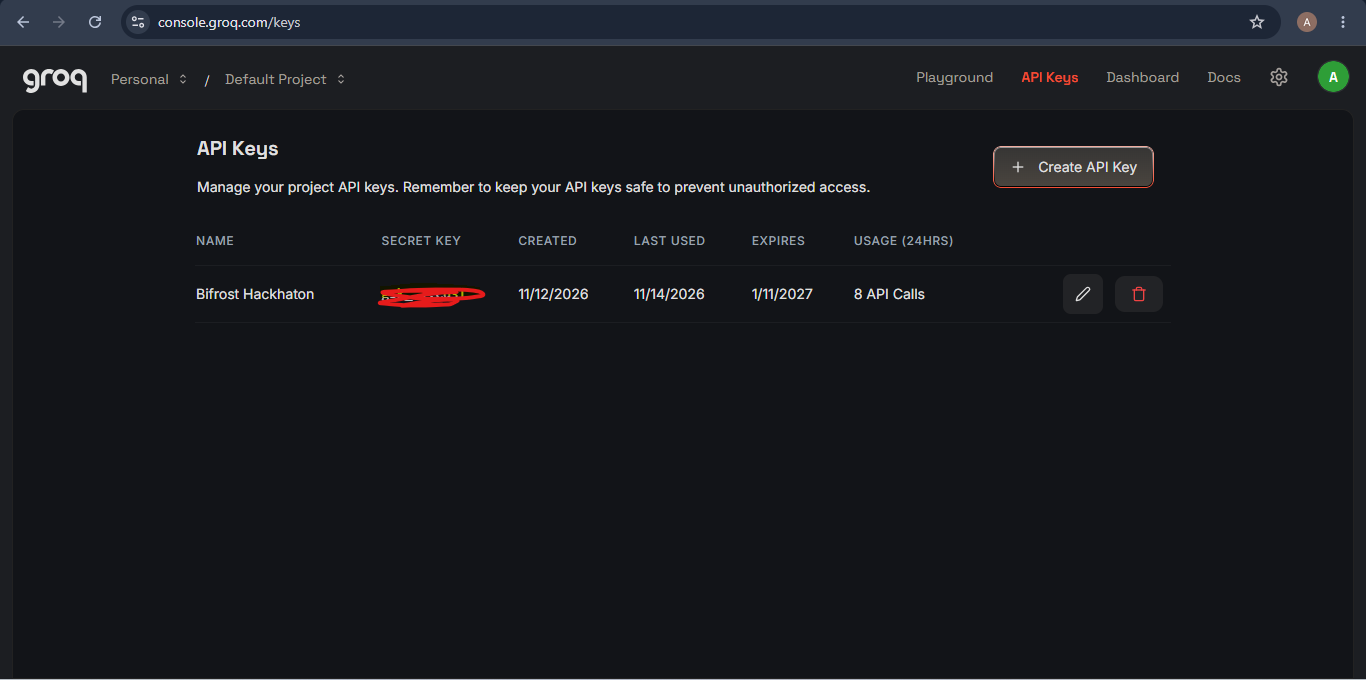 console.groq.com/keys
A
groq
Personal / Default Project
Playground
API Keys
Dashboard
Docs
A
API Keys
Create API Key
Manage your project API keys. Remember to keep your API keys safe to prevent unauthorized access.
NAME SECRET KEY CREATED LAST USED EXPIRES USAGE (24HRS)
Bifrost Hackhaton 11/12/2026 11/14/2026 1/11/2027 8 API Calls